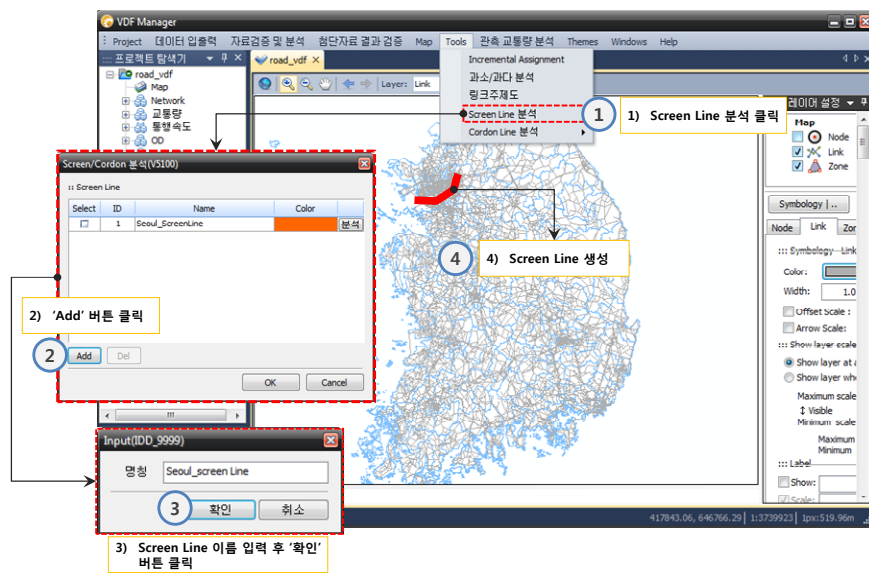 VDF Manager
Project 데이터 입출력 자료검증 및 분석 첨단자료 결과 검증 Map Tools 관측 교통량 분석 Themes Windows Help
프로젝트 탐색기
road_vdf
Map
Network
교통량
통행속도
OD
road_vdf
Layer: Link
Incremental Assignment
과소/과다 분석
링크주제도
Screen Line 분석
Cordon Line 분석
1
1) Screen Line 분석 클릭
레이어 설정
Map
Node
Link
Zone
Symbology | ..
Node Link Zor
::: Symbology Link
Color:
Width: 1.0
Offset Scale :
Arrow Scale:
::: Show layer scale
Show layer at a
Show layer whe
Maximum scale
Visible
Minimum scale
Maximum
Minimum
::: Label
Show:
Scale:
Screen/Cordon 분석(V5100)
:: Screen Line
Select ID Name Color
1 Seoul_ScreenLine 분석
2) ‘Add’ 버튼 클릭
2
Add Del
OK Cancel
4
4) Screen Line 생성
Input(IDD_9999)
명칭 Seoul_screen Line
3
확인 취소
3) Screen Line 이름 입력 후 ‘확인’
버튼 클릭
417843.06, 646766.29 1:3739923 1px:519.96m